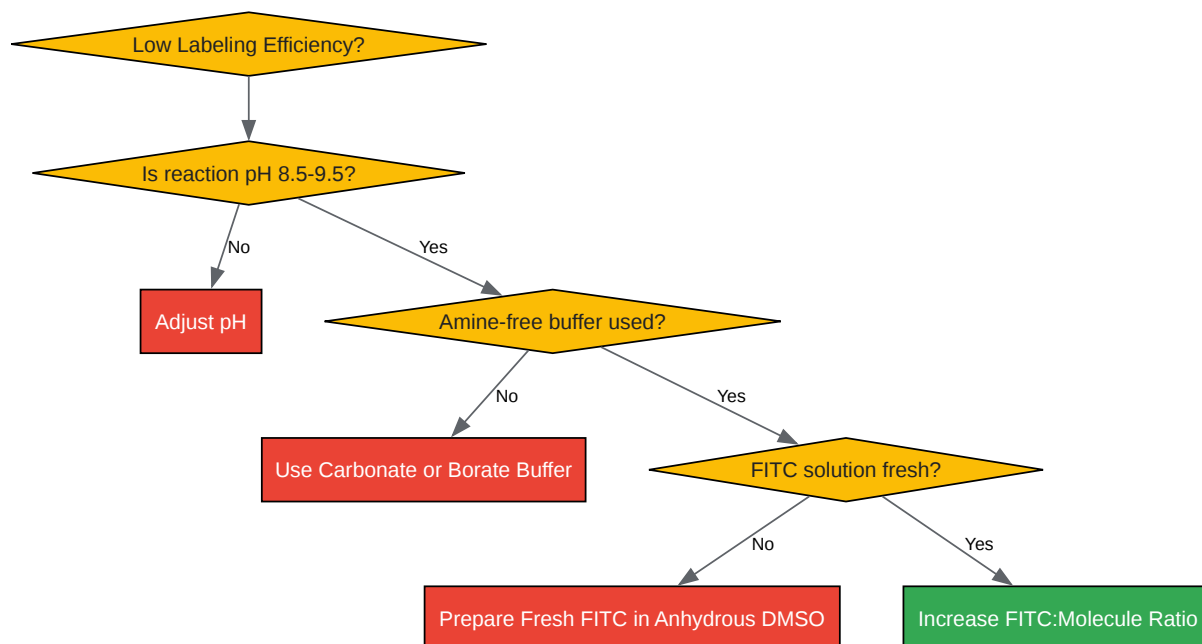 Low Labeling Efficiency?
Is reaction pH 8.5-9.5?
No
Yes
Adjust pH
Amine-free buffer used?
No
Yes
Use Carbonate or Borate Buffer
FITC solution fresh?
No
Yes
Prepare Fresh FITC in Anhydrous DMSO
Increase FITC:Molecule Ratio